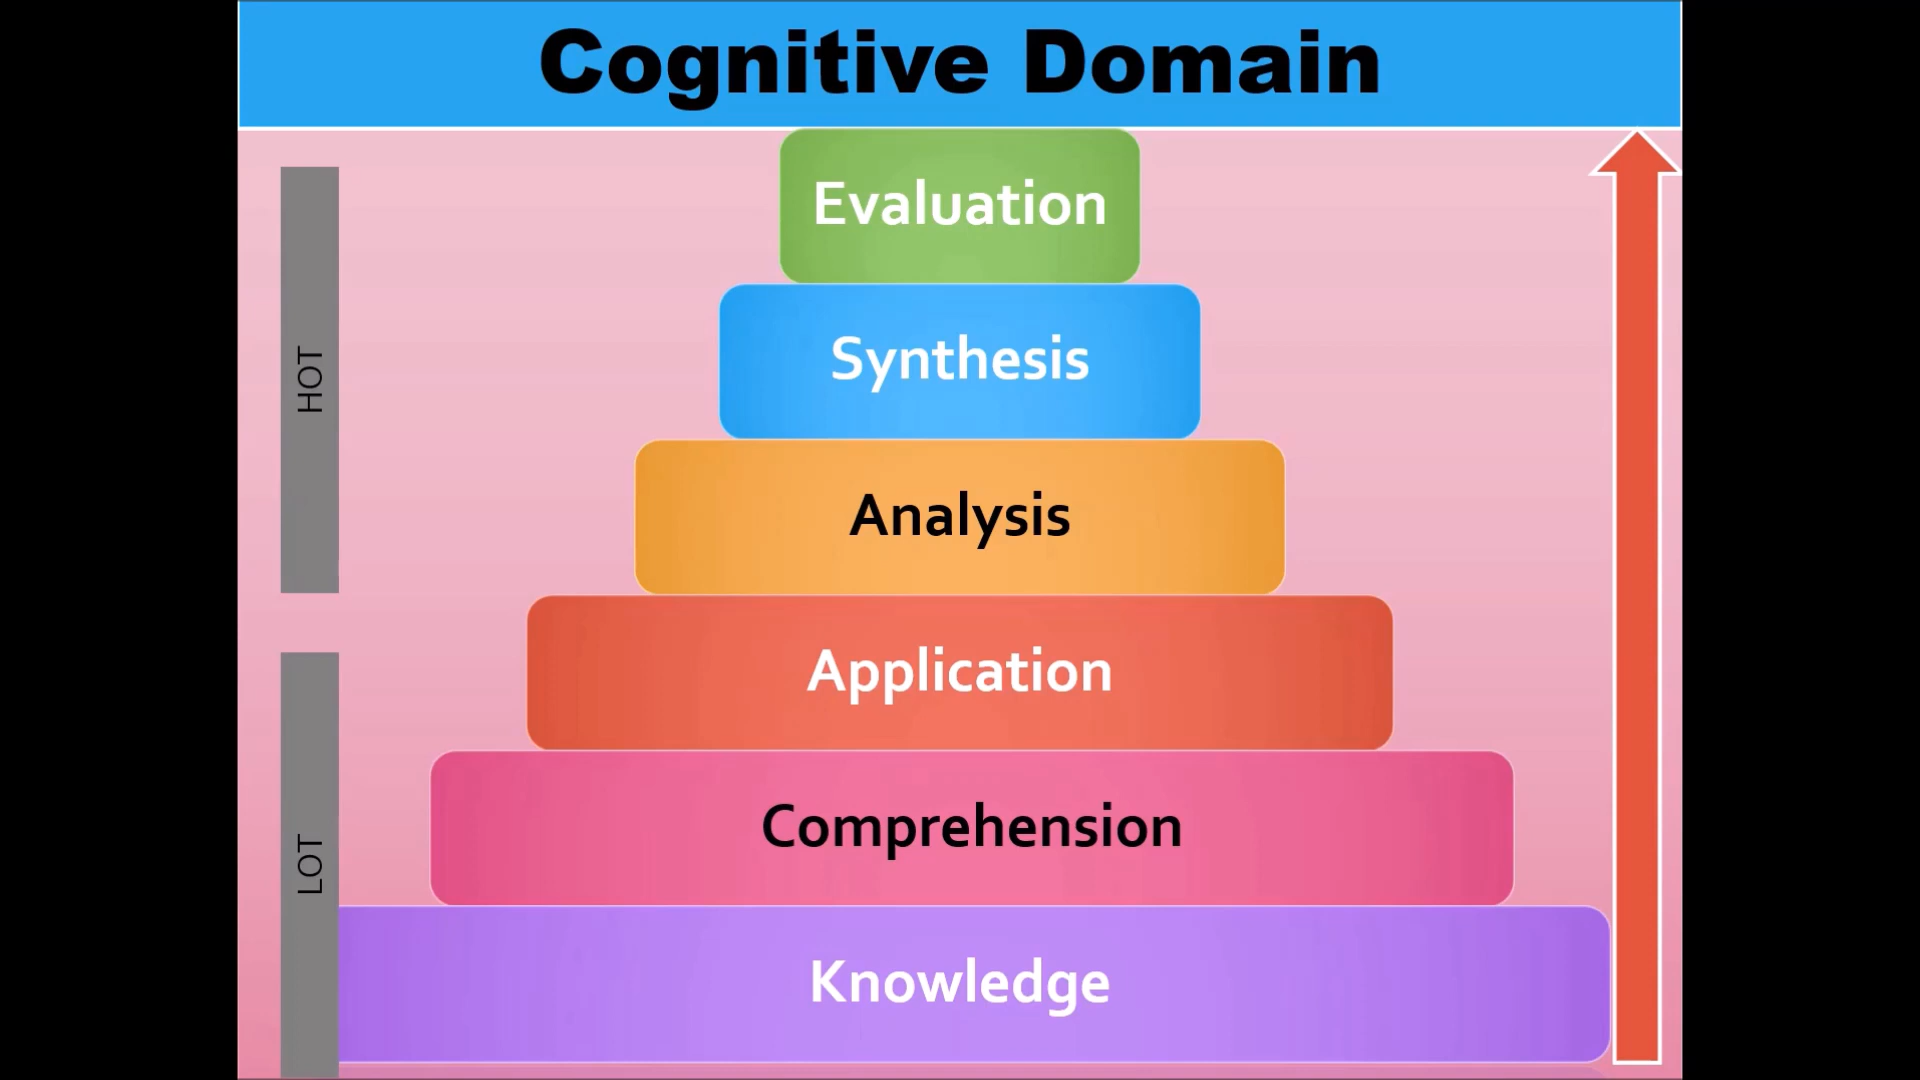 Cognitive Domain
Evaluation
Synthesis
HOT
Analysis
Application
Comprehension
LOT
Knowledge